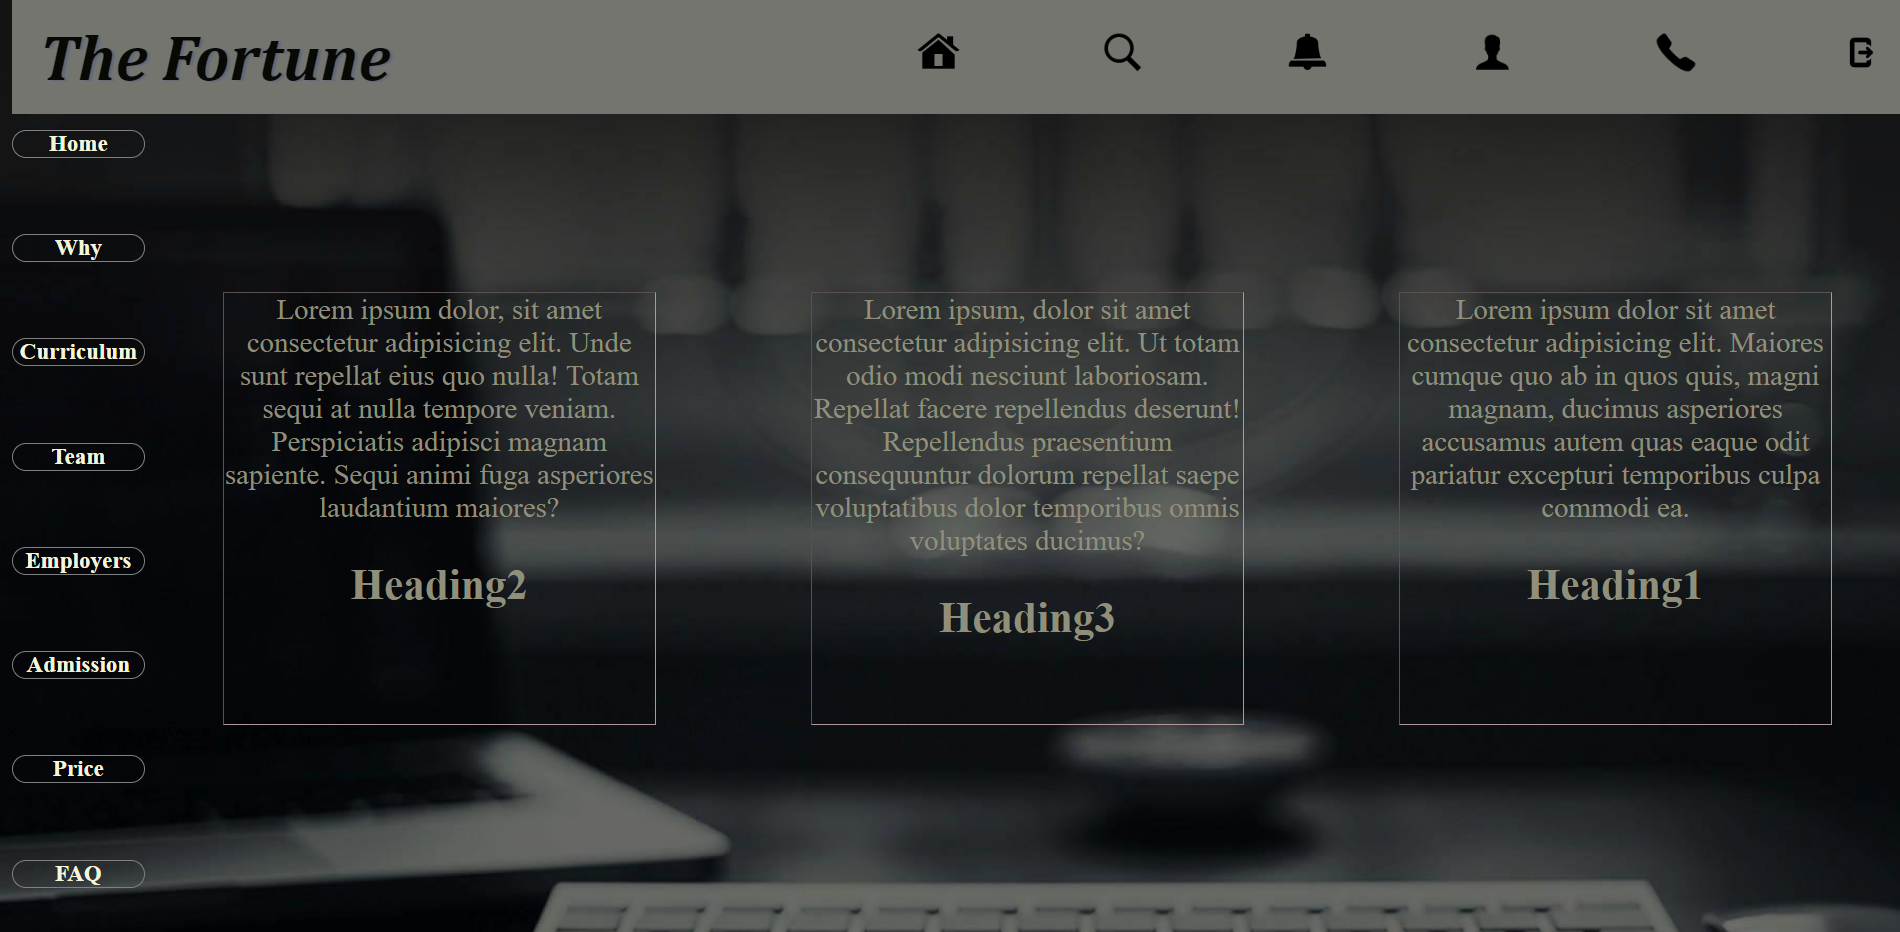 The Fortune
Home
Why
Curriculum
Team
Employers
Admission
Price
FAQ
Lorem ipsum dolor, sit amet
consectetur adipisicing elit. Unde
sunt repellat eius quo nulla! Totam
sequi at nulla tempore veniam.
Perspiciatis adipisci magnam
sapiente. Sequi animi fuga asperiores
laudantium maiores?
Heading2
Lorem ipsum, dolor sit amet
consectetur adipisicing elit. Ut totam
odio modi nesciunt laboriosam.
Repellat facere repellendus deserunt!
Repellendus praesentium
consequuntur dolorum repellat saepe
voluptatibus dolor temporibus omnis
voluptates ducimus?
Heading3
Lorem ipsum dolor sit amet
consectetur adipisicing elit. Maiores
cumque quo ab in quos quis, magni
magnam, ducimus asperiores
accusamus autem quas eaque odit
pariatur excepturi temporibus culpa
commodi ea.
Heading1